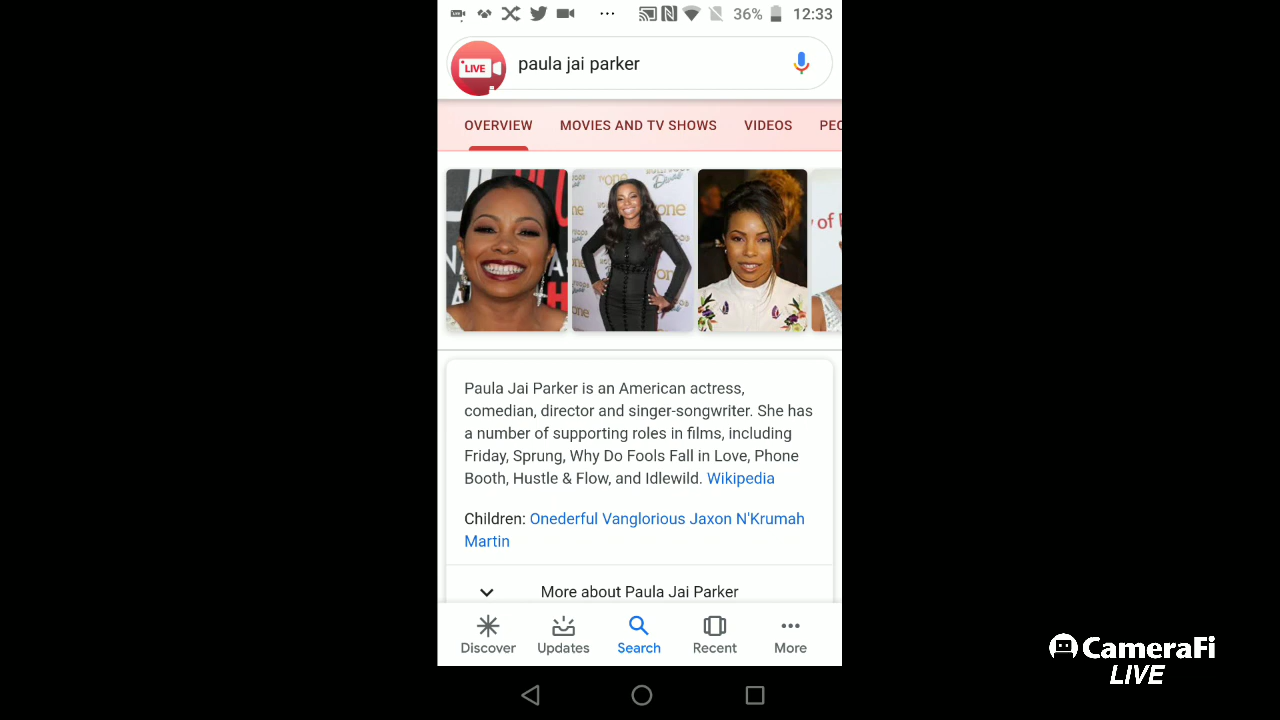 36% 12:33
LIVE
paula jai parker
OVERVIEW MOVIES AND TV SHOWS VIDEOS PEO
Paula Jai Parker is an American actress,
comedian, director and singer-songwriter. She has
a number of supporting roles in films, including
Friday, Sprung, Why Do Fools Fall in Love, Phone
Booth, Hustle & Flow, and Idlewild. Wikipedia
Children: Onederful Vanglorious Jaxon N'Krumah
Martin
More about Paula Jai Parker
Discover Updates Search Recent More
CameraFi
LIVE